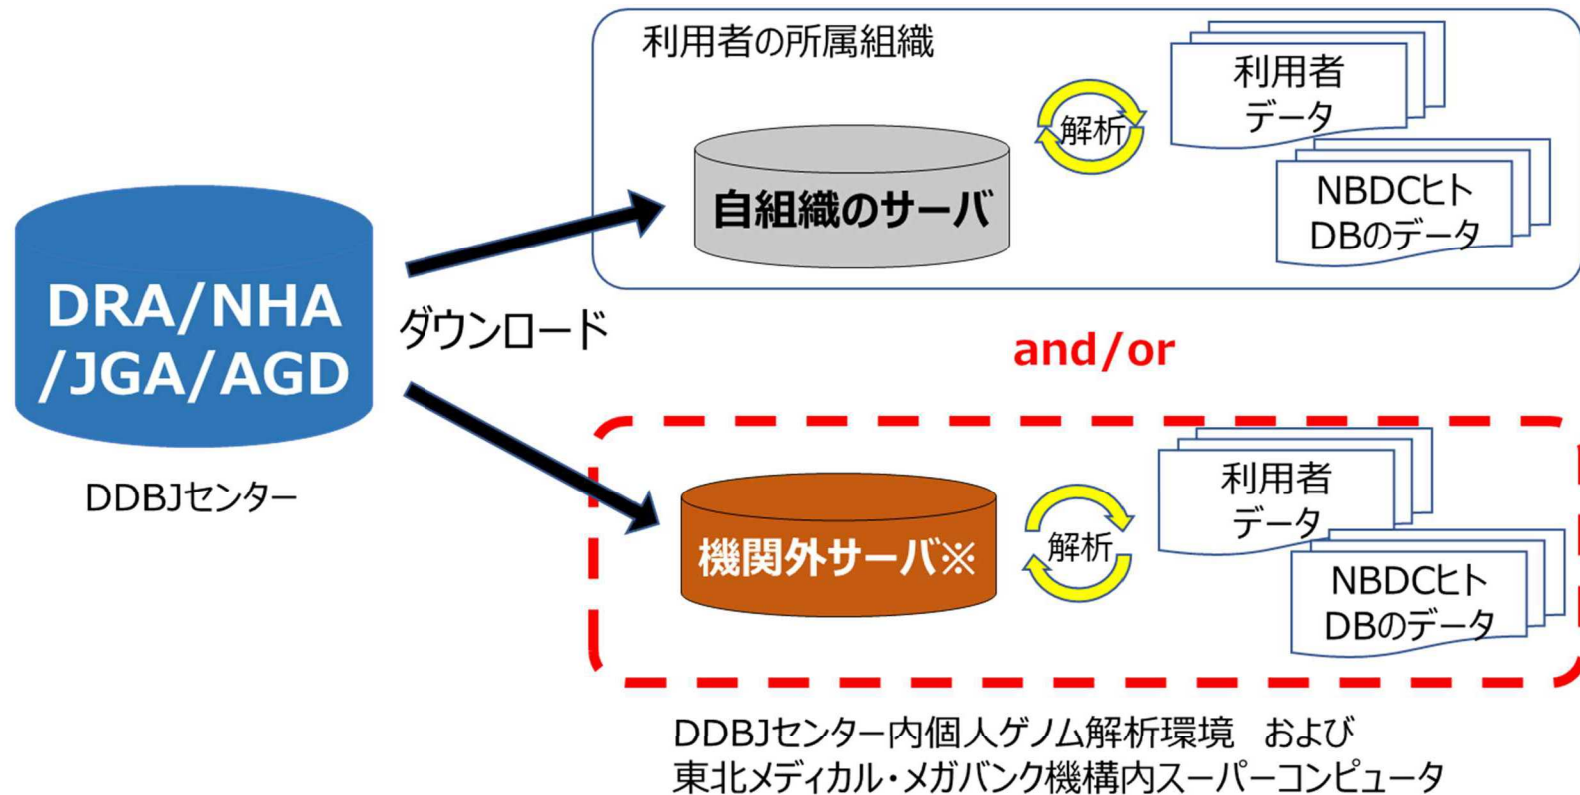 利用者の所属組織
利用者
データ
解析
NBDCヒト
DBのデータ
自組織のサーバ
DRA/NHA
/JGA/AGD
ダウンロード
and/or
DDBJセンター
利用者
データ
機関外サーバ※
解析
NBDCヒト
DBのデータ
DDBJセンター内個人ゲノム解析環境　および
東北メディカル・メガバンク機構内スーパーコンピュータ